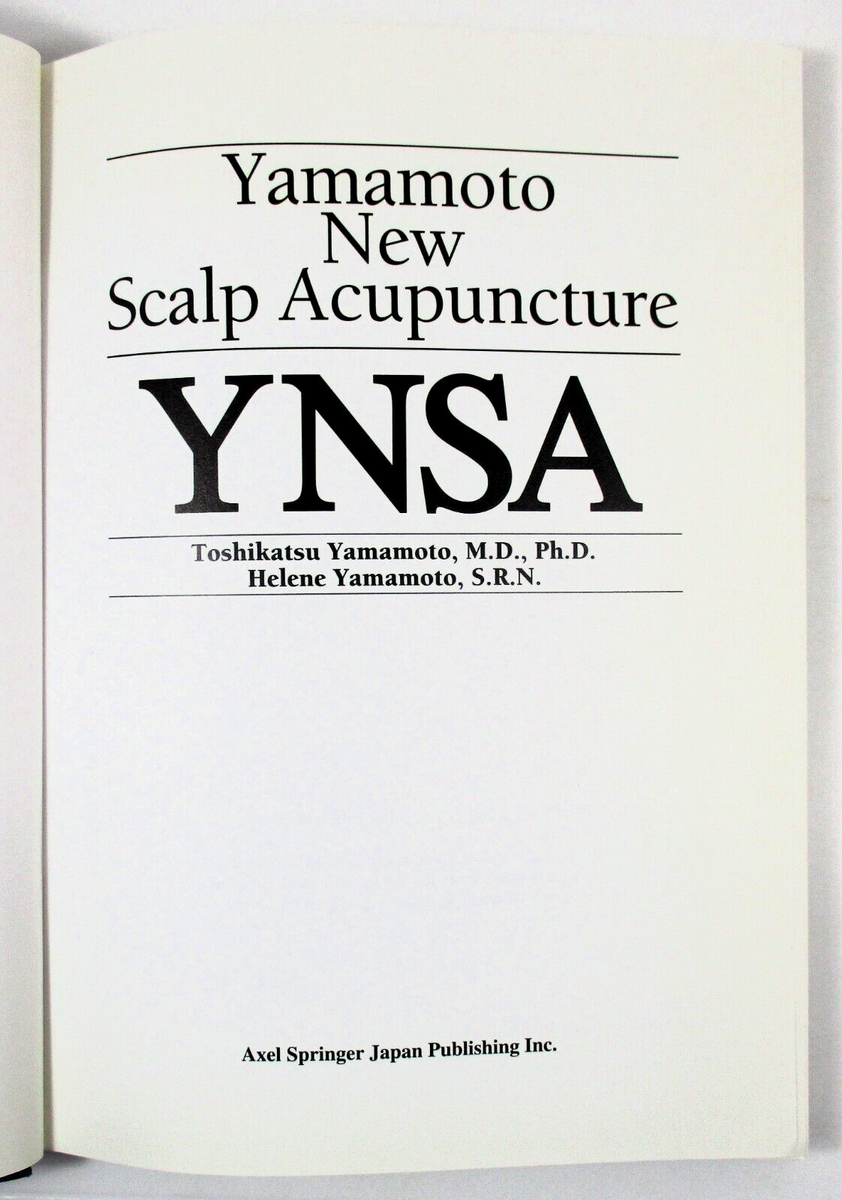 Yamamoto
New
Scalp Acupuncture
YNSA
Toshikatsu Yamamoto, M.D., Ph.D.
Helene Yamamoto, S.R.N.
Axel Springer Japan Publishing Inc.